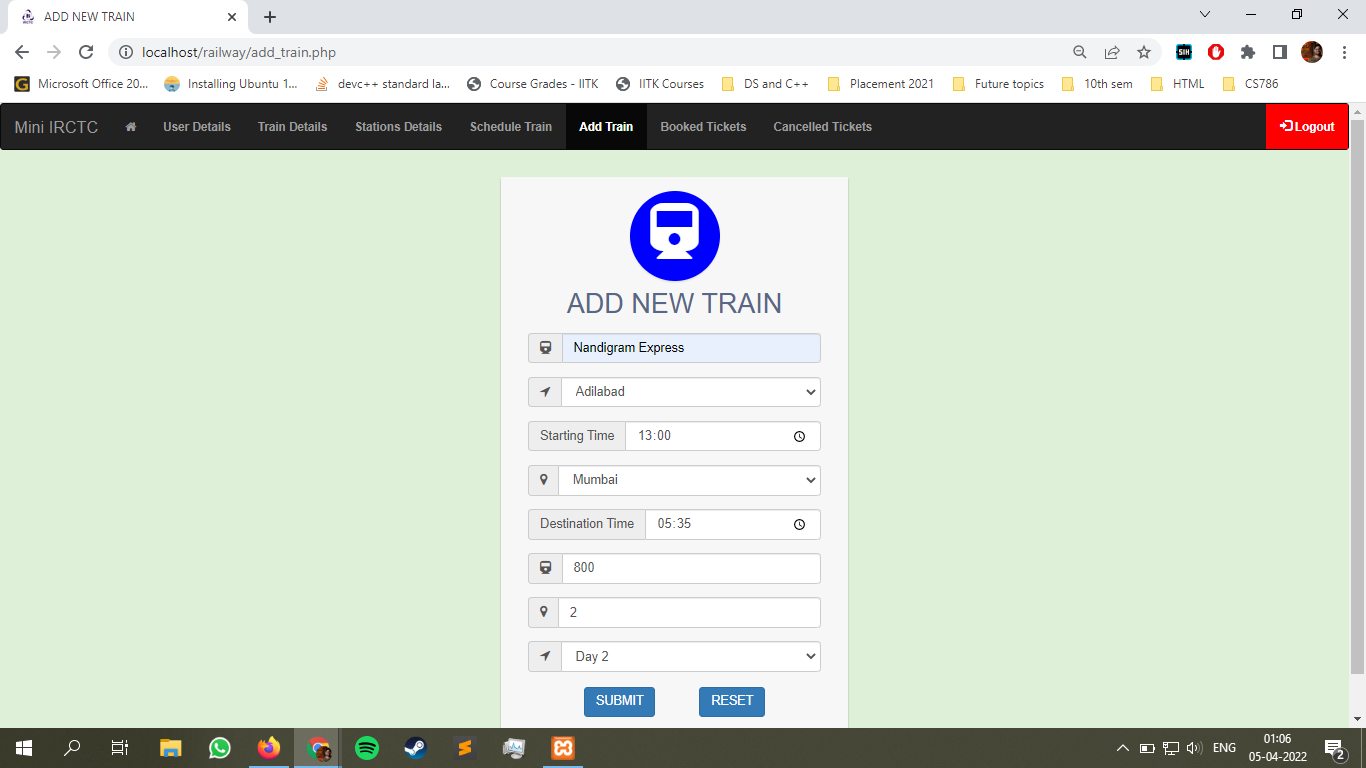 ADD NEW TRAIN
localhost/railway/add_train.php
Microsoft Office 20... Installing Ubuntu 1... devc++ standard la... Course Grades - IITK IITK Courses DS and C++ Placement 2021 Future topics 10th sem HTML CS786
Mini IRCTC User Details Train Details Stations Details Schedule Train Add Train Booked Tickets Cancelled Tickets Logout
ADD NEW TRAIN
Nandigram Express
Adilabad
Starting Time 13:00
Mumbai
Destination Time 05:35
800
2
Day 2
SUBMIT RESET
ENG 01:06
05-04-2022 2